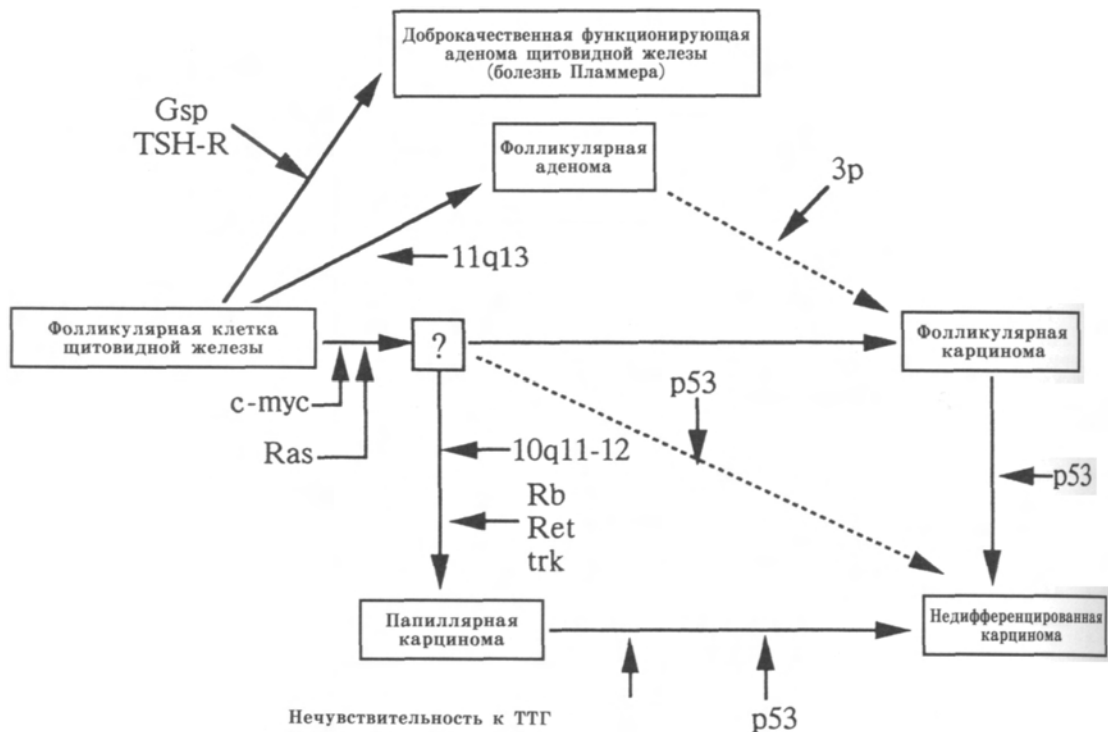 Доброкачественная функционирующая
аденома щитовидной железы
(болезнь Пламмера)
Gsp
TSH-R
Фолликулярная
аденома
3p
11q13
Фолликулярная клетка
щитовидной железы
?
Фолликулярная
карцинома
c-myc
Ras
p53
10q11-12
Rb
Ret
trk
p53
Папиллярная
карцинома
Недифференцированная
карцинома
Нечувствительность к ТТГ
p53